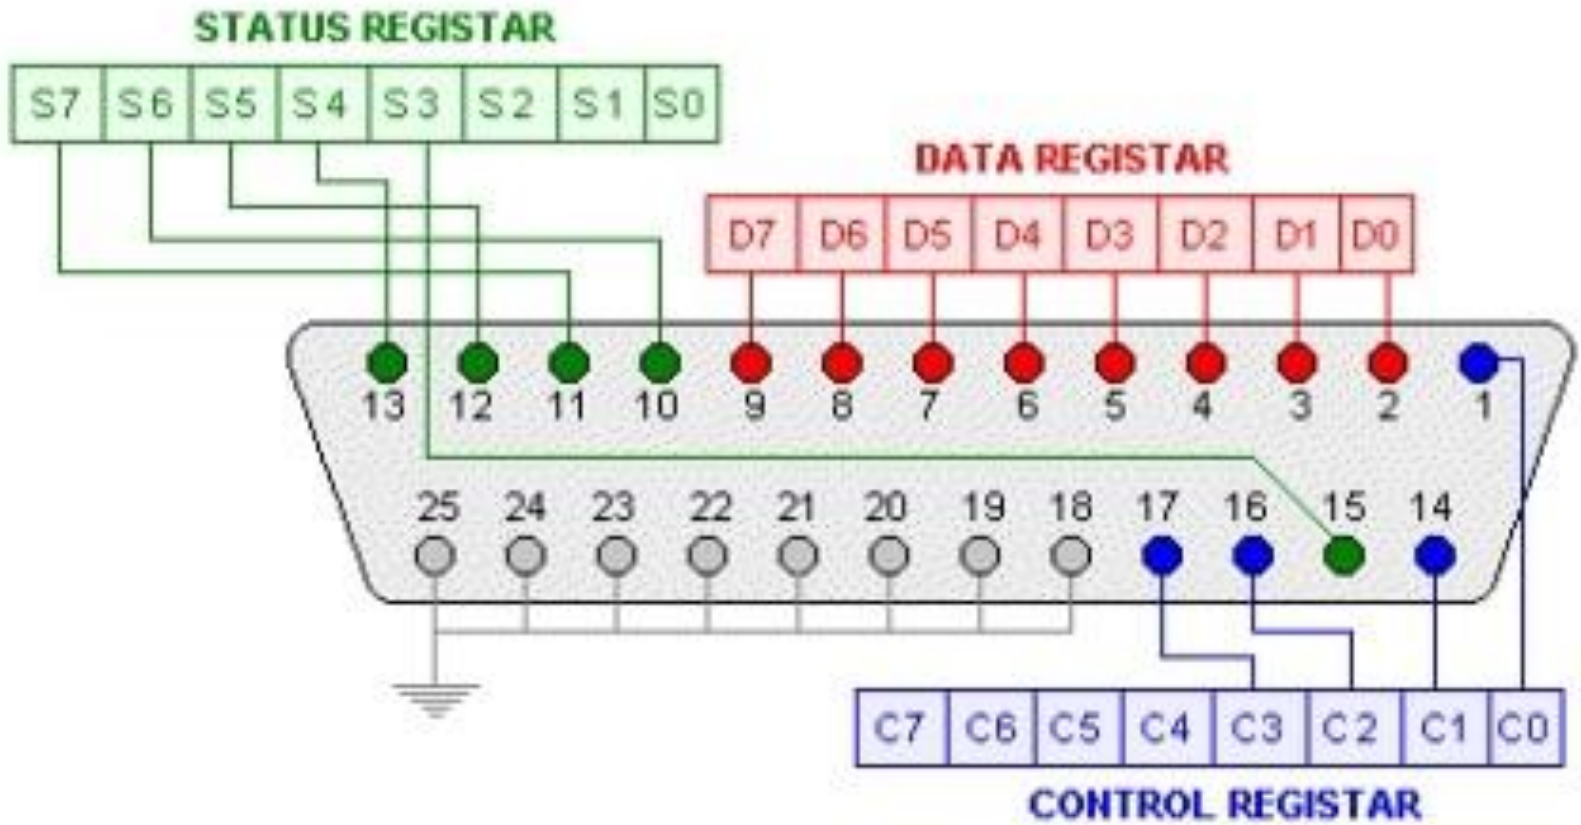 STATUS REGISTAR
S7 S6 S5 S4 S3 S2 S1 S0
DATA REGISTAR
D7 D6 D5 D4 D3 D2 D1 D0
13 12 11 10 9 8 7 6 5 4 3 2 1
25 24 23 22 21 20 19 18 17 16 15 14
C7 C6 C5 C4 C3 C2 C1 C0
CONTROL REGISTAR